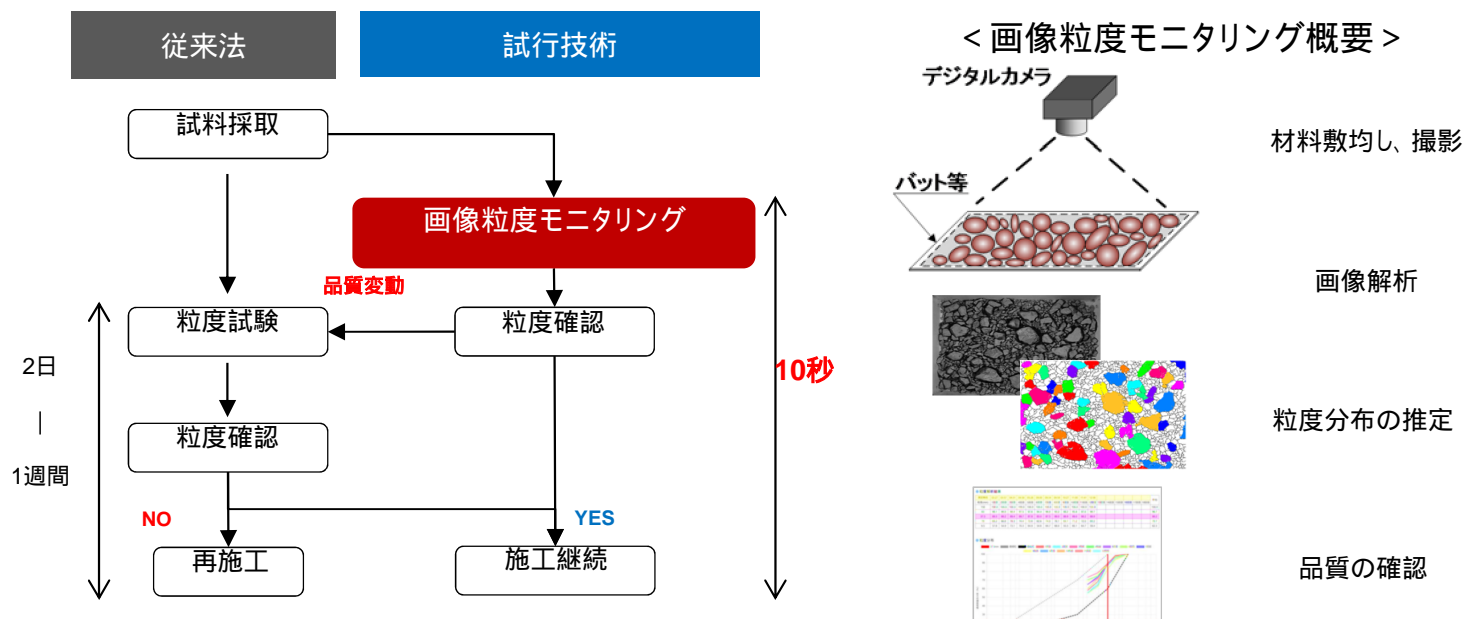 従来法
試行技術
試料採取
画像粒度モニタリング
品質変動
粒度試験
粒度確認
粒度確認
2日
|
1週間
10秒
NO
YES
再施工
施工継続
<画像粒度モニタリング概要>
デジタルカメラ
バット等
材料敷均し、撮影
画像解析
粒度分布の推定
品質の確認